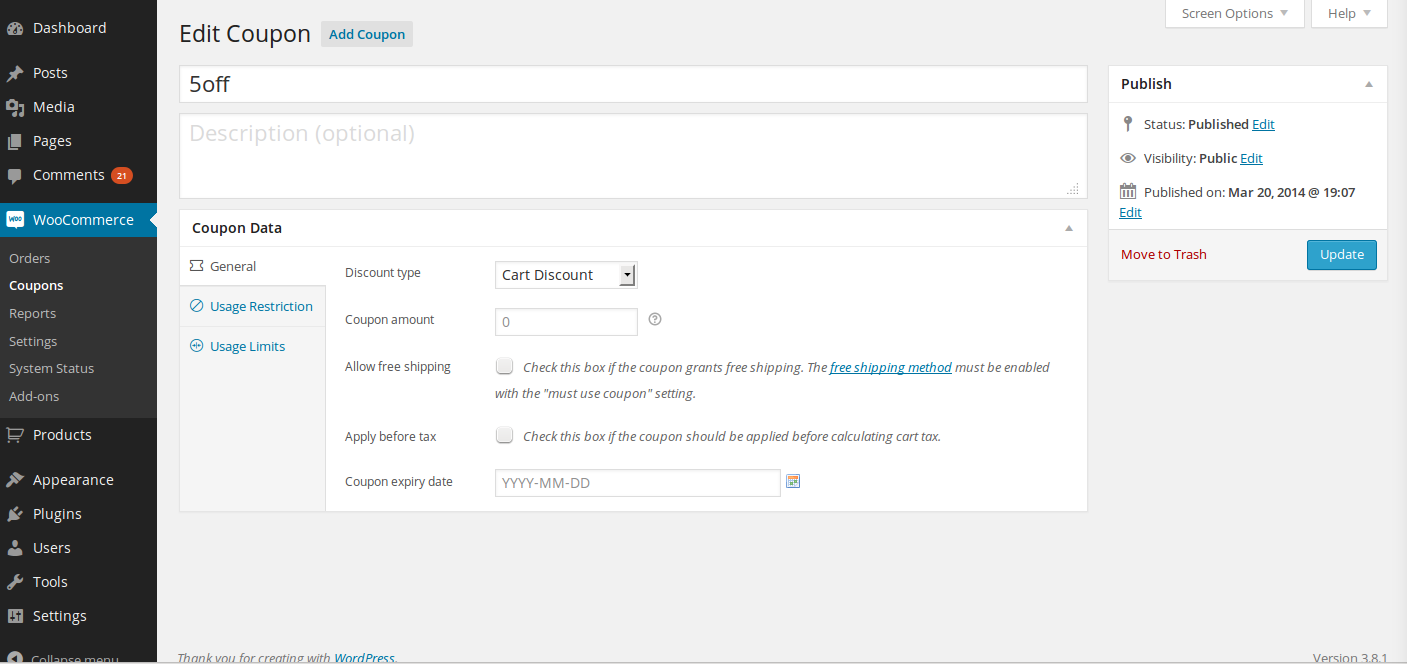 Dashboard
Posts
Media
Pages
Comments 21
WooCommerce
Orders
Coupons
Reports
Settings
System Status
Add-ons
Products
Appearance
Plugins
Users
Tools
Settings
Collapse menu
Screen Options
Help
Edit Coupon Add Coupon
5off
Description (optional)
Coupon Data
General
Usage Restriction
Usage Limits
Discount type Cart Discount
Coupon amount 0
Allow free shipping Check this box if the coupon grants free shipping. The free shipping method must be enabled
with the "must use coupon" setting.
Apply before tax Check this box if the coupon should be applied before calculating cart tax.
Coupon expiry date YYYY-MM-DD
Publish
Status: Published Edit
Visibility: Public Edit
Published on: Mar 20, 2014 @ 19:07
Edit
Move to Trash Update
Thank you for creating with WordPress.
Version 3.8.1